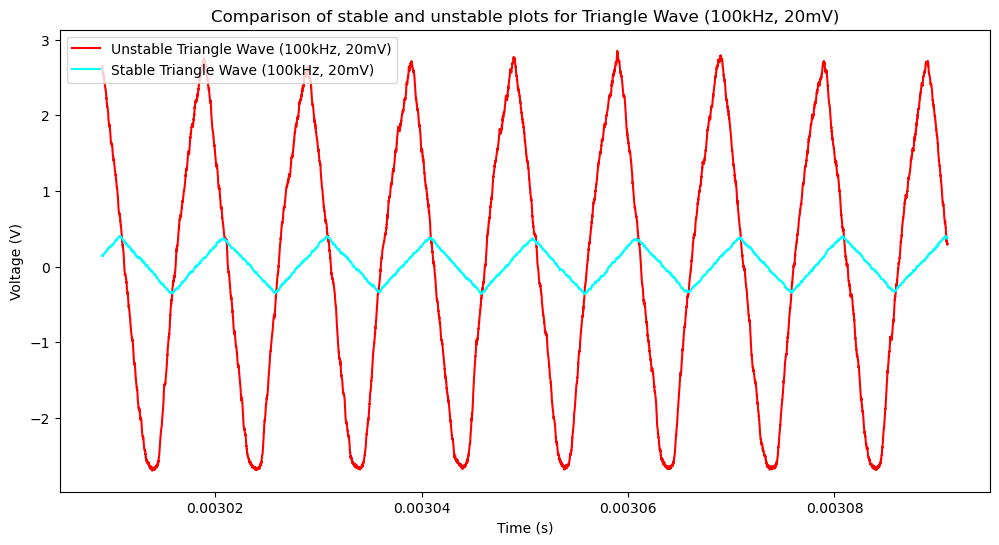 Comparison of stable and unstable plots for Triangle Wave (100kHz, 20mV)
Unstable Triangle Wave (100kHz, 20mV)
Stable Triangle Wave (100kHz, 20mV)
3
2
1
0
−1
−2
Voltage (V)
0.00302
0.00304
0.00306
0.00308
Time (s)